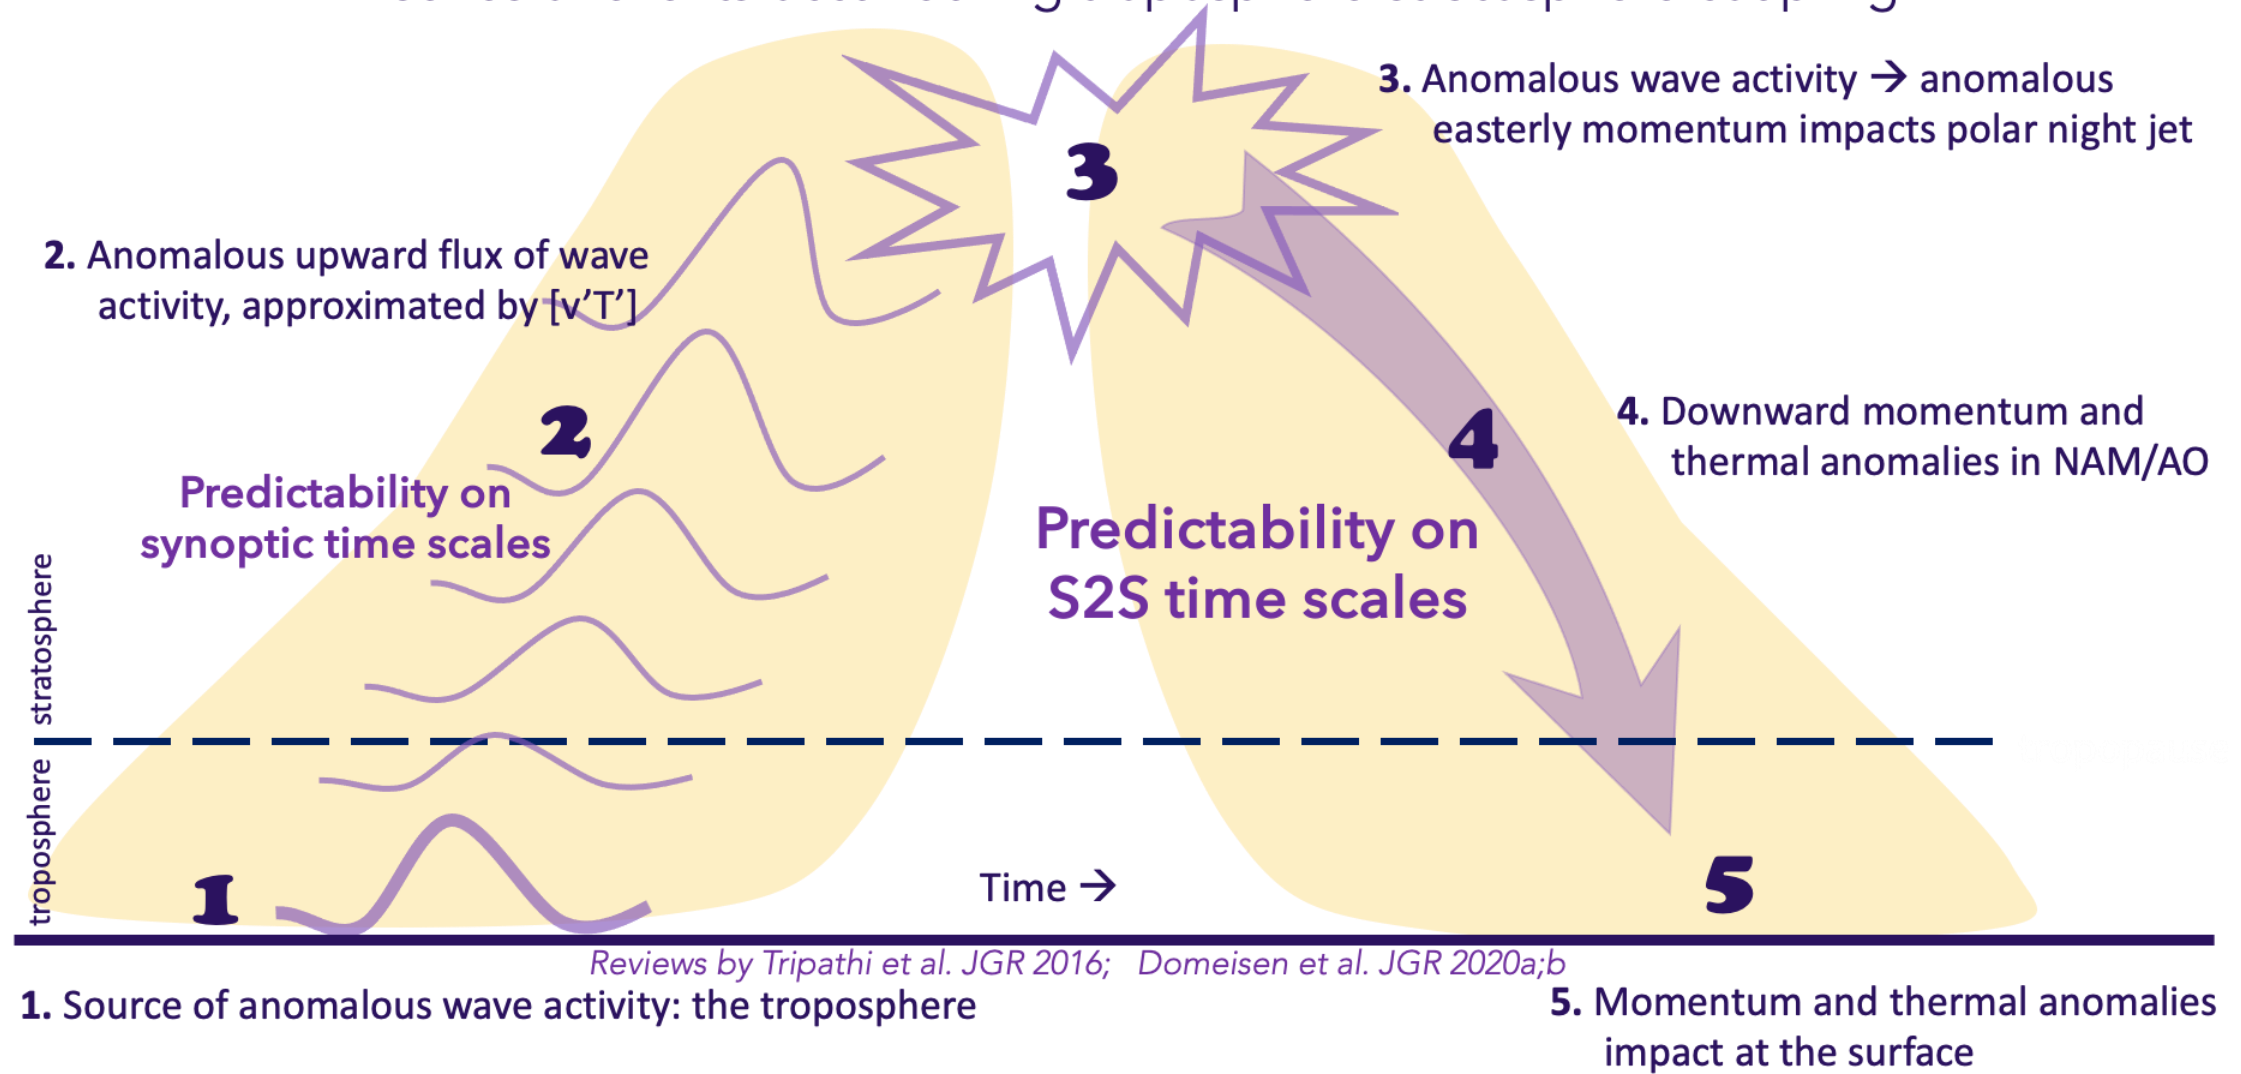 3. Anomalous wave activity → anomalous
easterly momentum impacts polar night jet
3
2. Anomalous upward flux of wave
activity, approximated by [v’T’]
2
4. Downward momentum and
thermal anomalies in NAM/AO
4
Predictability on
synoptic time scales
Predictability on
S2S time scales
stratosphere
troposphere
1
Time →
5
Reviews by Tripathi et al. JGR 2016; Domeisen et al. JGR 2020a;b
1. Source of anomalous wave activity: the troposphere
5. Momentum and thermal anomalies
impact at the surface